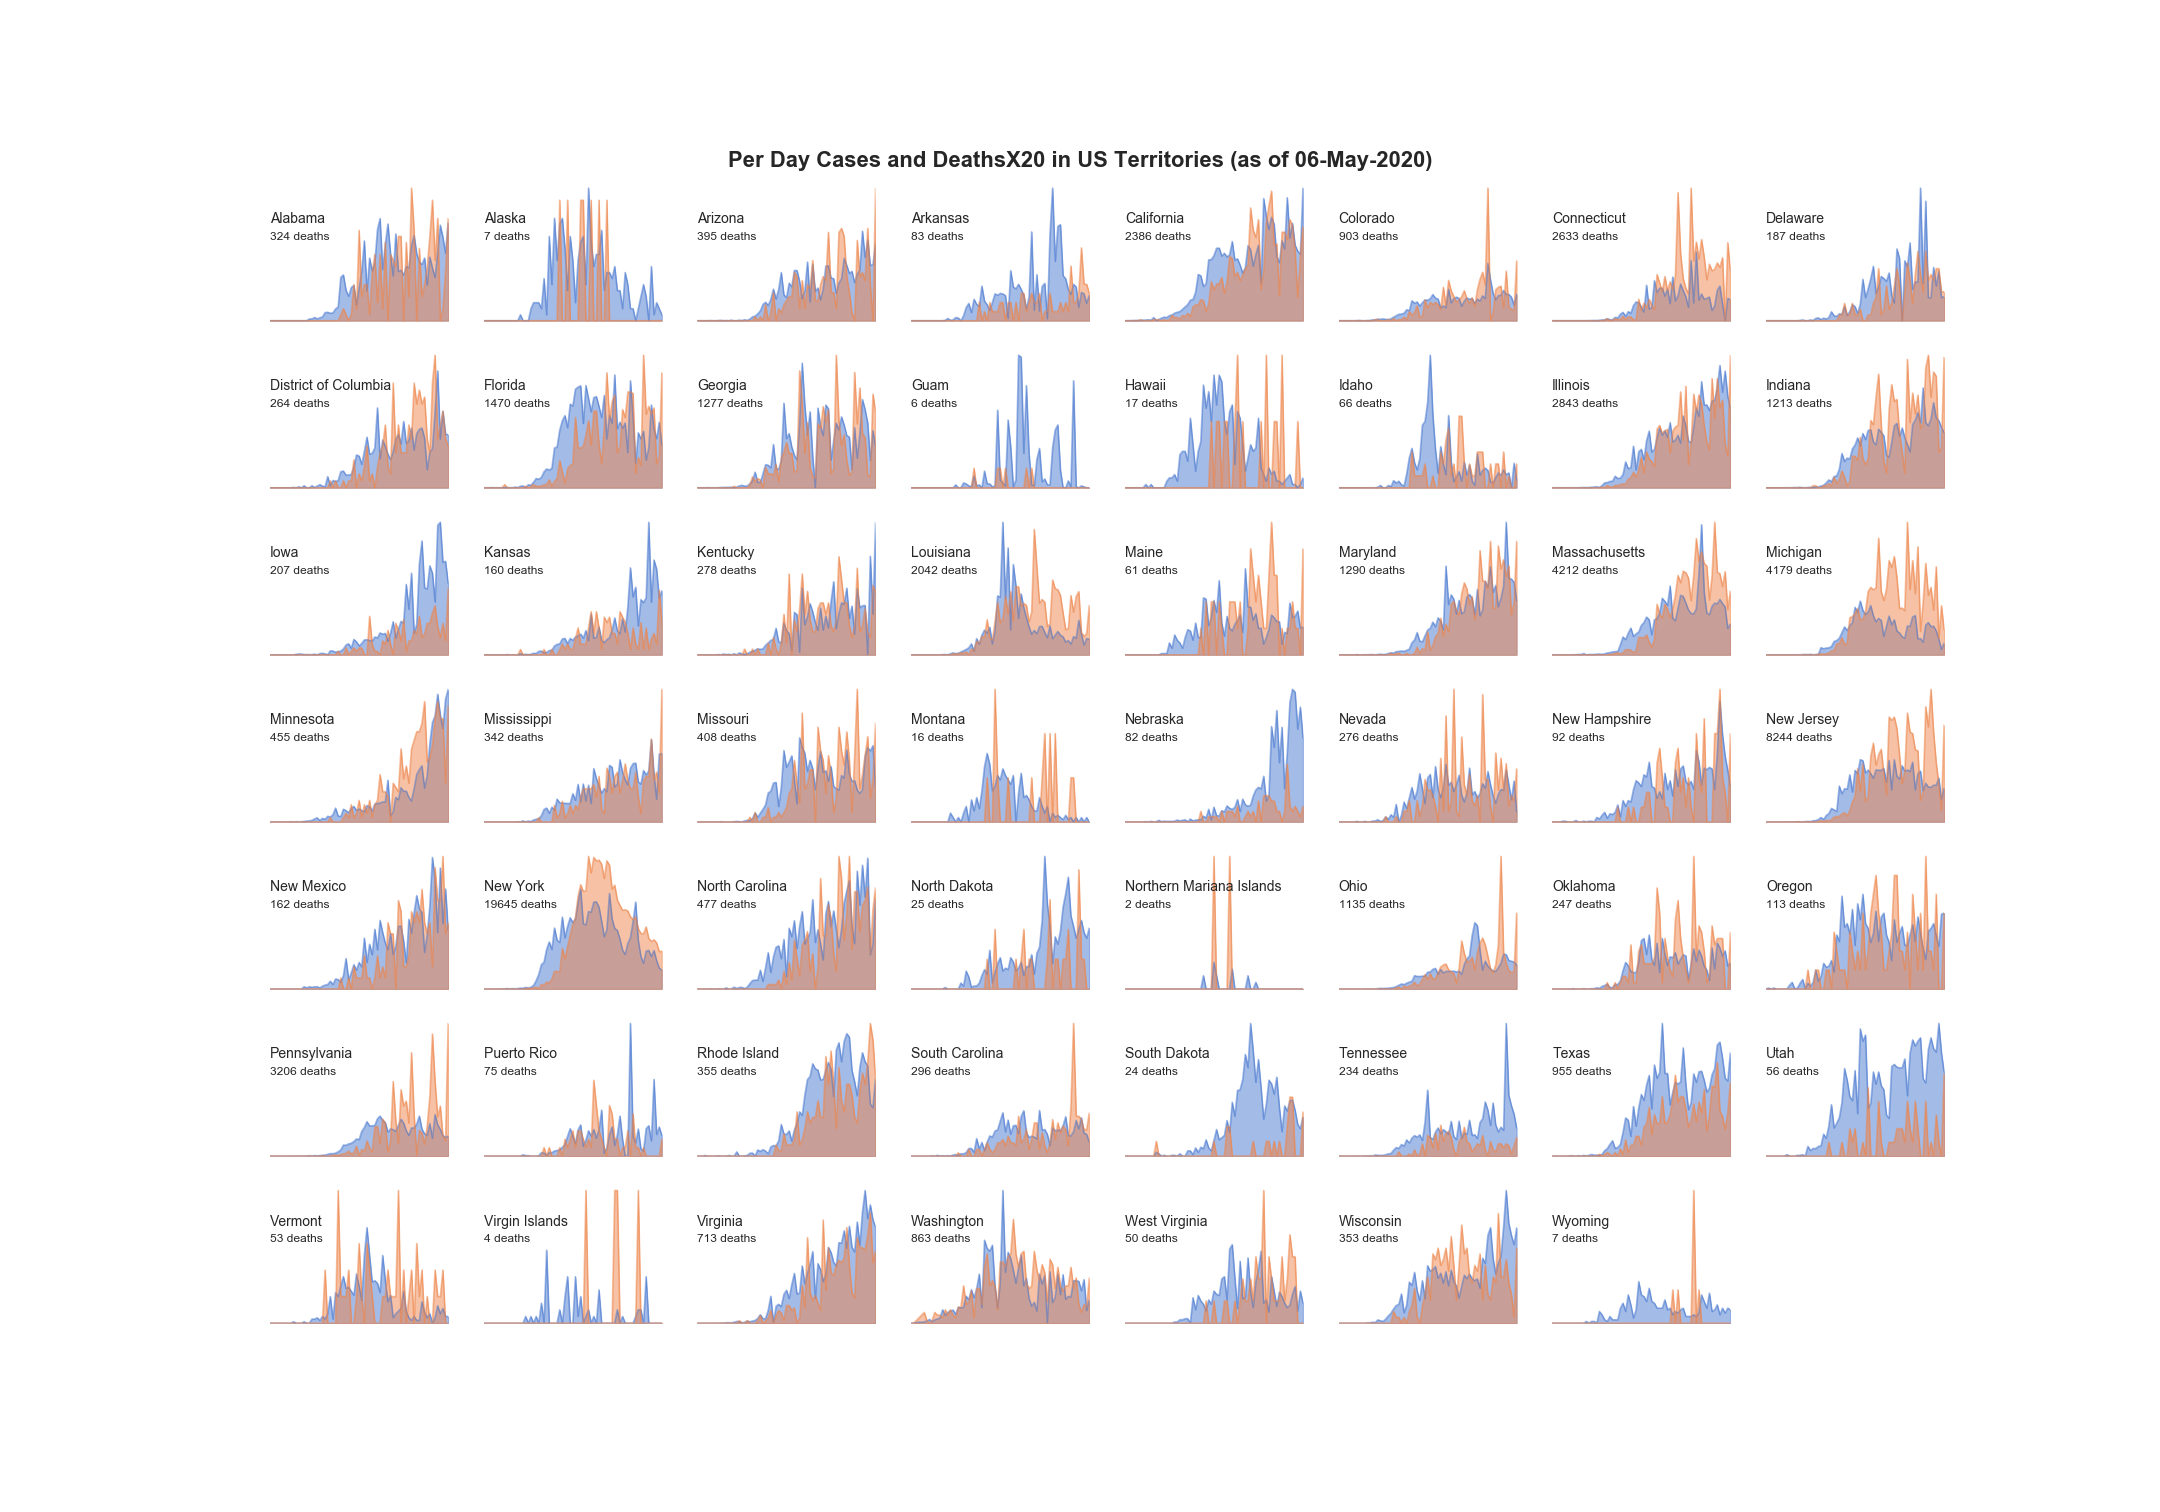 Per Day Cases and DeathsX20 in US Territories (as of 06-May-2020)
Alabama
324 deaths
Alaska
7 deaths
Arizona
395 deaths
Arkansas
83 deaths
California
2386 deaths
Colorado
903 deaths
Connecticut
2633 deaths
Delaware
187 deaths
District of Columbia
264 deaths
Florida
1470 deaths
Georgia
1277 deaths
Guam
6 deaths
Hawaii
17 deaths
Idaho
66 deaths
Illinois
2843 deaths
Indiana
1213 deaths
Iowa
207 deaths
Kansas
160 deaths
Kentucky
278 deaths
Louisiana
2042 deaths
Maine
61 deaths
Maryland
1290 deaths
Massachusetts
4212 deaths
Michigan
4179 deaths
Minnesota
455 deaths
Mississippi
342 deaths
Missouri
408 deaths
Montana
16 deaths
Nebraska
82 deaths
Nevada
276 deaths
New Hampshire
92 deaths
New Jersey
8244 deaths
New Mexico
162 deaths
New York
19645 deaths
North Carolina
477 deaths
North Dakota
25 deaths
Northern Mariana Islands
2 deaths
Ohio
1135 deaths
Oklahoma
247 deaths
Oregon
113 deaths
Pennsylvania
3206 deaths
Puerto Rico
75 deaths
Rhode Island
355 deaths
South Carolina
296 deaths
South Dakota
24 deaths
Tennessee
234 deaths
Texas
955 deaths
Utah
56 deaths
Vermont
53 deaths
Virgin Islands
4 deaths
Virginia
713 deaths
Washington
863 deaths
West Virginia
50 deaths
Wisconsin
353 deaths
Wyoming
7 deaths